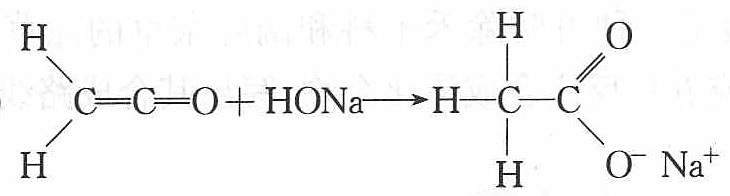 H H O
C=C=O+HONa→H—C—C
H H O⁻ Na⁺